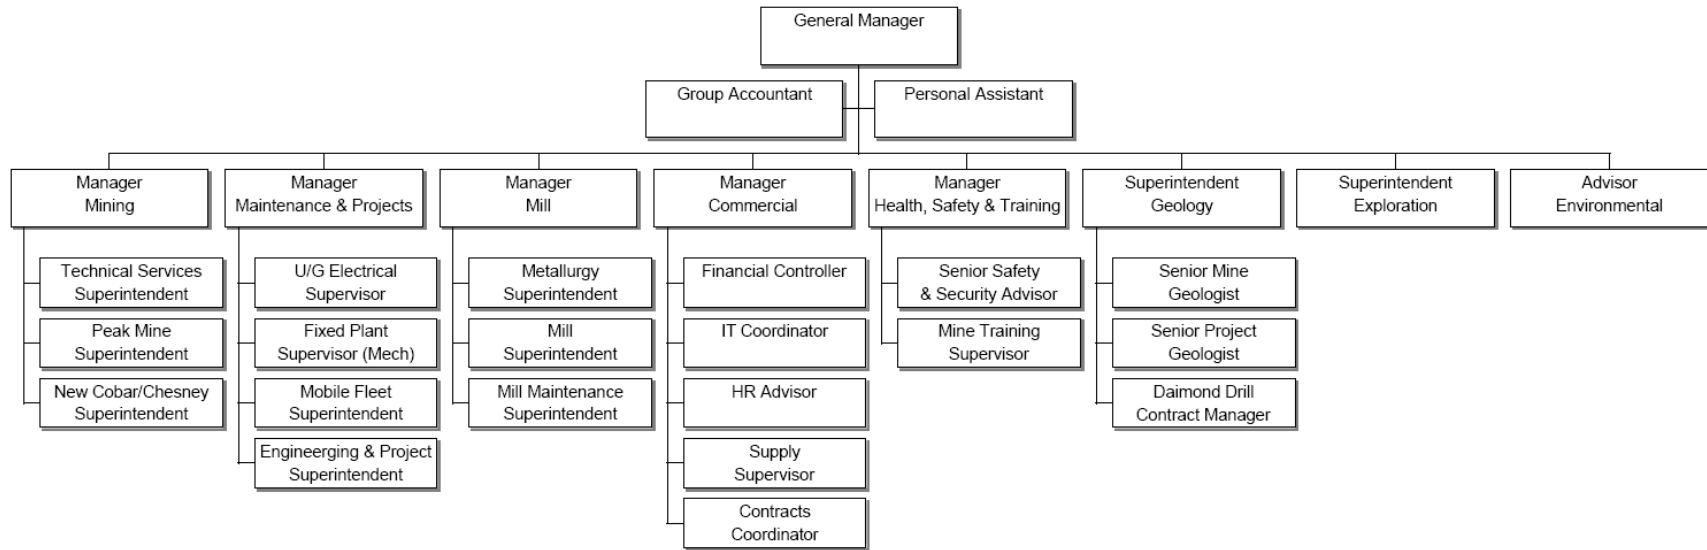 General Manager
Group Accountant
Personal Assistant
Manager
Mining
Manager
Maintenance & Projects
Manager
Mill
Manager
Commercial
Manager
Health, Safety & Training
Superintendent
Geology
Superintendent
Exploration
Advisor
Environmental
Technical Services
Superintendent
Peak Mine
Superintendent
New Cobar/Chesney
Superintendent
U/G Electrical
Supervisor
Fixed Plant
Supervisor (Mech)
Mobile Fleet
Superintendent
Engineerging & Project
Superintendent
Metallurgy
Superintendent
Mill
Superintendent
Mill Maintenance
Superintendent
Financial Controller
IT Coordinator
HR Advisor
Supply
Supervisor
Contracts
Coordinator
Senior Safety
& Security Advisor
Mine Training
Supervisor
Senior Mine
Geologist
Senior Project
Geologist
Daimond Drill
Contract Manager